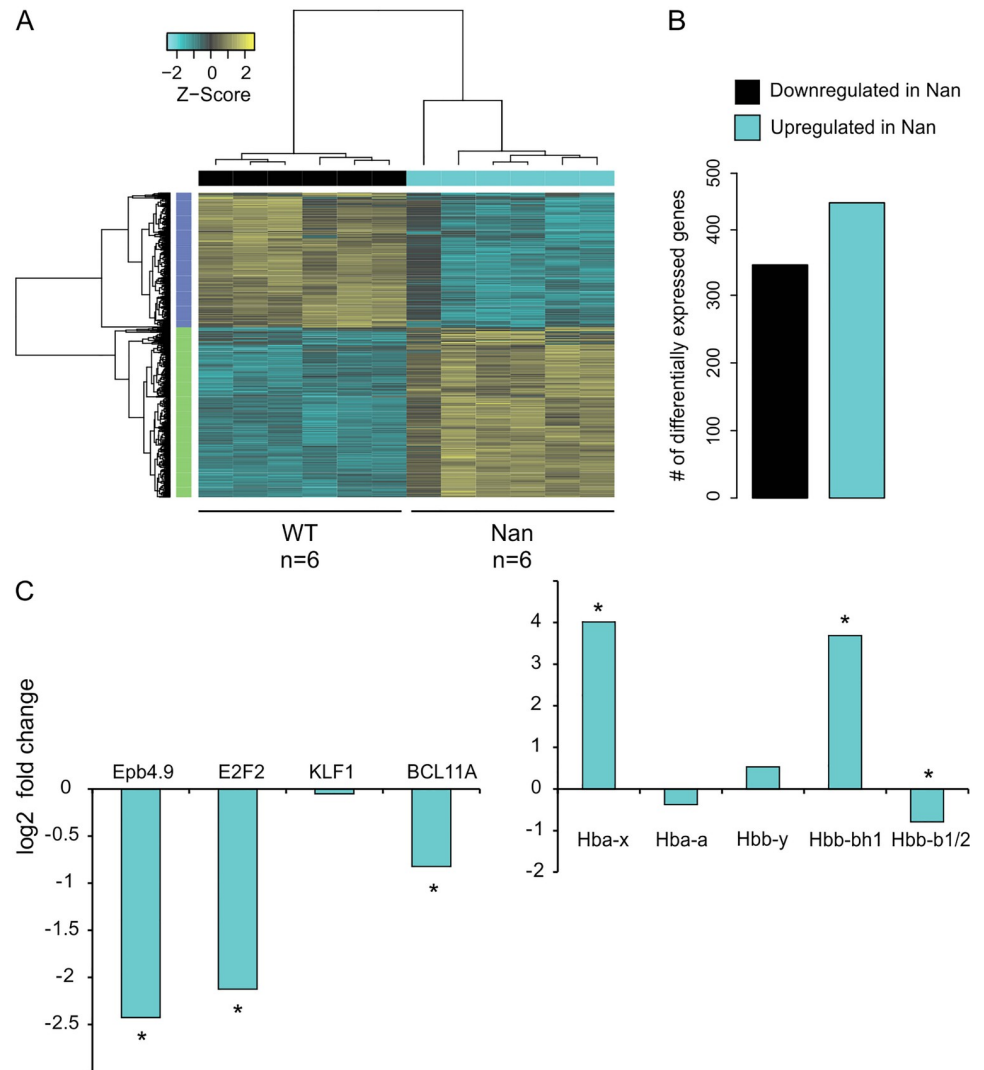 A
−2 0 2
Z−Score
WT
n=6
Nan
n=6
B
Downregulated in Nan
Upregulated in Nan
# of differentially expressed genes
500
400
300
200
100
0
C
log2 fold change
0
-0.5
-1
-1.5
-2
-2.5
Epb4.9 E2F2 KLF1 BCL11A
* * *
4
3
2
1
0
-1
-2
* * *
Hba-x Hba-a Hbb-y Hbb-bh1 Hbb-b1/2